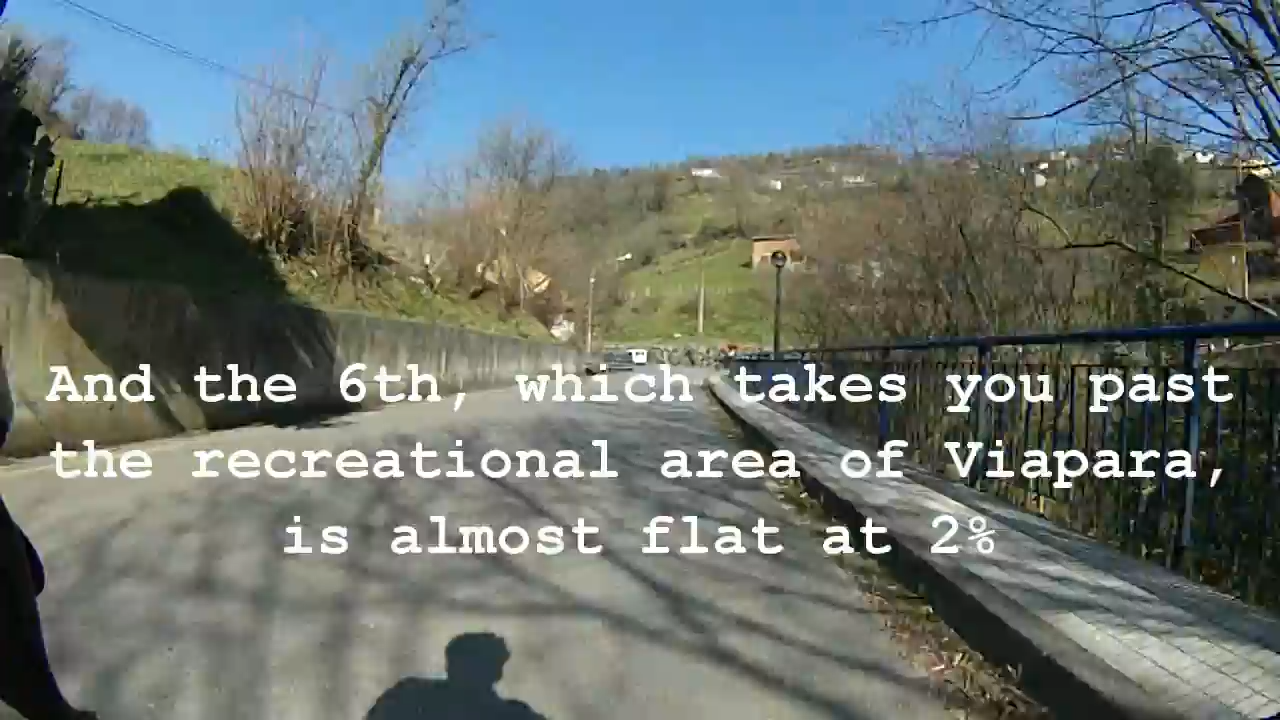 And the 6th, which takes you past
the recreational area of Viapara,
is almost flat at 2%